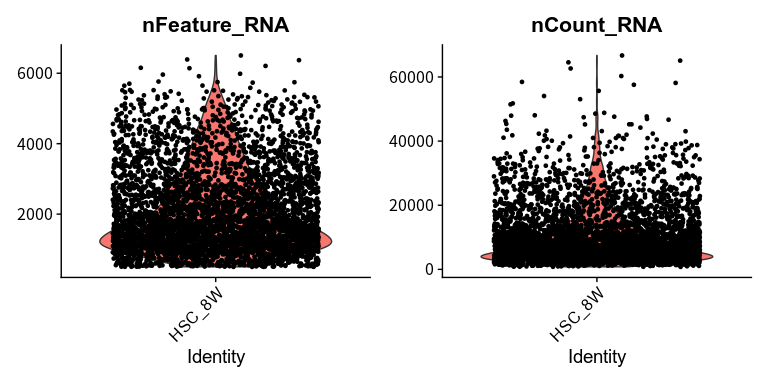 nFeature_RNA
6000
4000
2000
HSC_8W
Identity
nCount_RNA
60000
40000
20000
0
HSC_8W
Identity